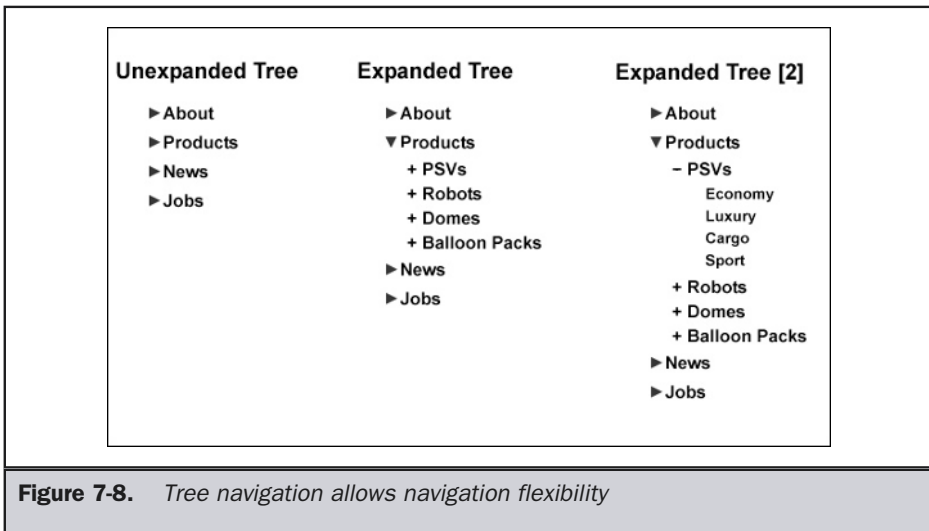 Unexpanded Tree
►About
►Products
►News
►Jobs
Expanded Tree
►About
▼Products
+ PSVs
+ Robots
+ Domes
+ Balloon Packs
►News
►Jobs
Expanded Tree [2]
►About
▼Products
– PSVs
Economy
Luxury
Cargo
Sport
+ Robots
+ Domes
+ Balloon Packs
►News
►Jobs
Figure 7-8. Tree navigation allows navigation flexibility